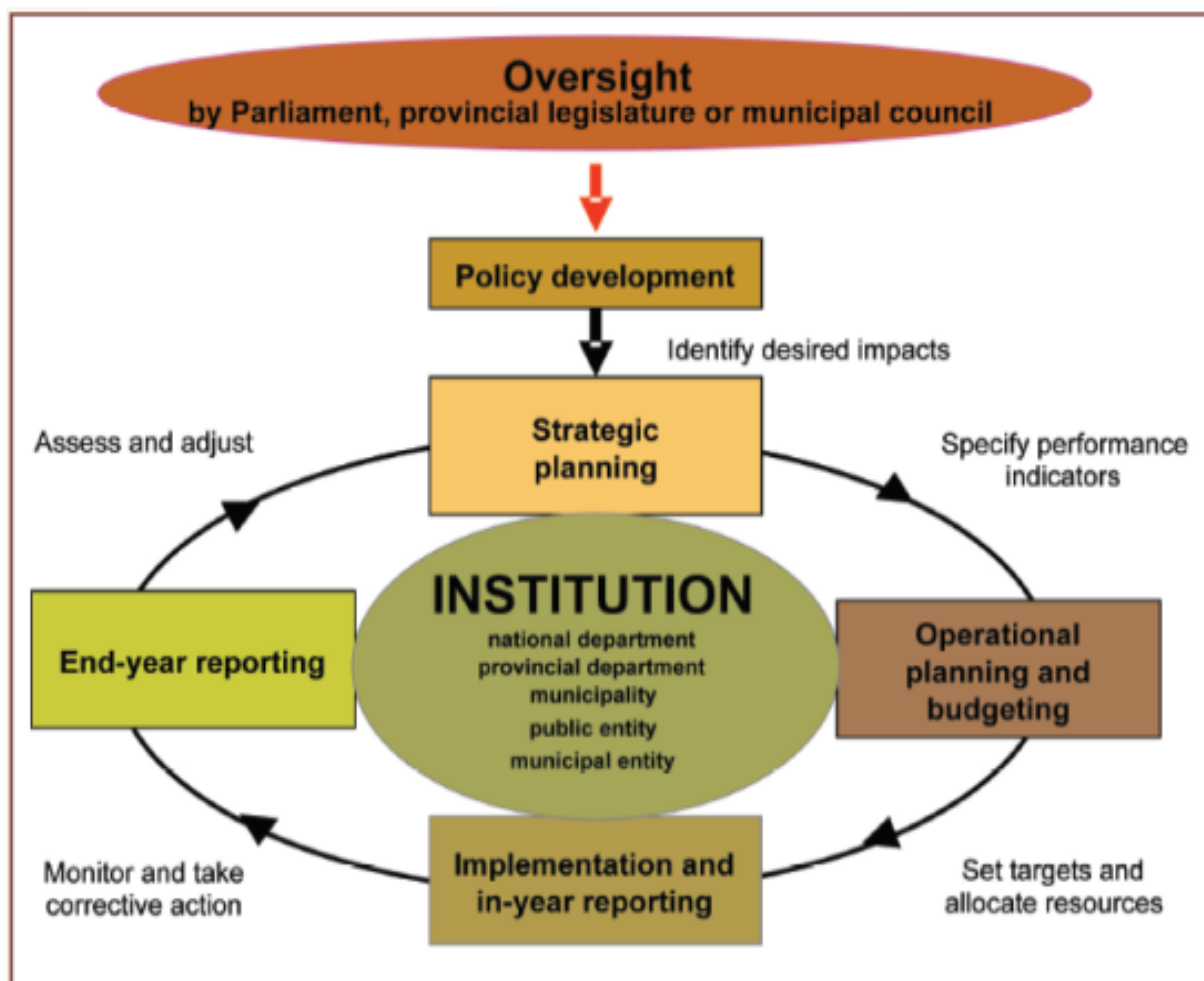 Oversight
by Parliament, provincial legislature or municipal council
Policy development
Identify desired impacts
Strategic
planning
Assess and adjust
Specify performance
indicators
INSTITUTION
national department
provincial department
municipality
public entity
municipal entity
End-year reporting
Operational
planning and
budgeting
Implementation and
in-year reporting
Monitor and take
corrective action
Set targets and
allocate resources